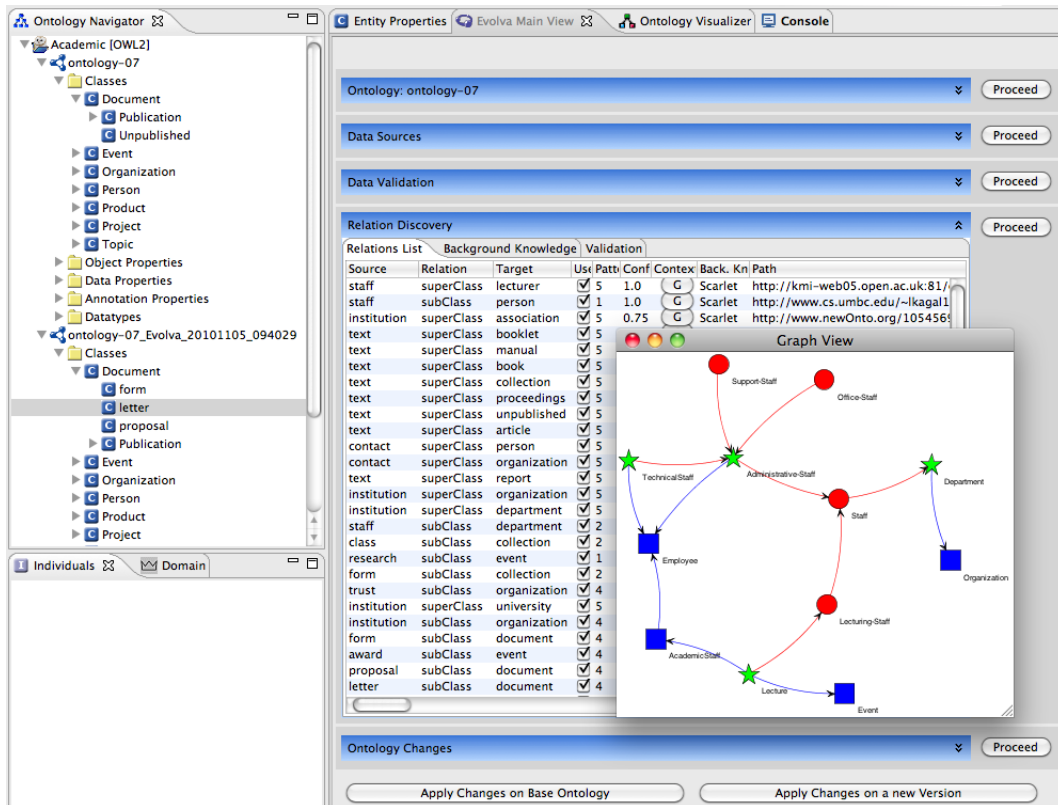 Ontology Navigator
Academic [OWL2]
ontology-07
Classes
C Document
C Publication
C Unpublished
C Event
C Organization
C Person
C Product
C Project
C Topic
Object Properties
Data Properties
Annotation Properties
Datatypes
ontology-07_Evolva_20101105_094029
Classes
C Document
C form
C letter
C proposal
C Publication
C Event
C Organization
C Person
C Product
C Project
I Individuals Domain
C Entity Properties Evolva Main View Ontology Visualizer Console
Ontology: ontology-07 Proceed
Data Sources Proceed
Data Validation Proceed
Relation Discovery Proceed
Relations List Background Knowledge Validation
Source Relation Target Use Patt Conf Contex Back. Kn Path
staff superClass lecturer 5 1.0 G Scarlet http://kmi-web05.open.ac.uk:81/
staff subClass person 1 1.0 G Scarlet http://www.cs.umbc.edu/~lkagal1
institution superClass association 5 0.75 G Scarlet http://www.newOnto.org/1054569
text superClass booklet 5
text superClass manual 5
text superClass book 5
text superClass collection 5
text superClass proceedings 5
text superClass unpublished 5
text superClass article 5
contact superClass person 5
contact superClass organization 5
text superClass report 5
institution superClass organization 5
institution superClass department 5
staff subClass department 2
class subClass collection 2
research subClass event 1
form subClass collection 2
trust subClass organization 4
institution superClass university 5
institution subClass organization 4
form subClass document 4
award subClass event 4
proposal subClass document 4
letter subClass document 4
Graph View
Support-Staff
Office-Staff
TechnicalStaff
Administrative-Staff
Department
Staff
Employee
Organization
Lecturing-Staff
AcademicStaff
Lecture
Event
Ontology Changes Proceed
Apply Changes on Base Ontology Apply Changes on a new Version